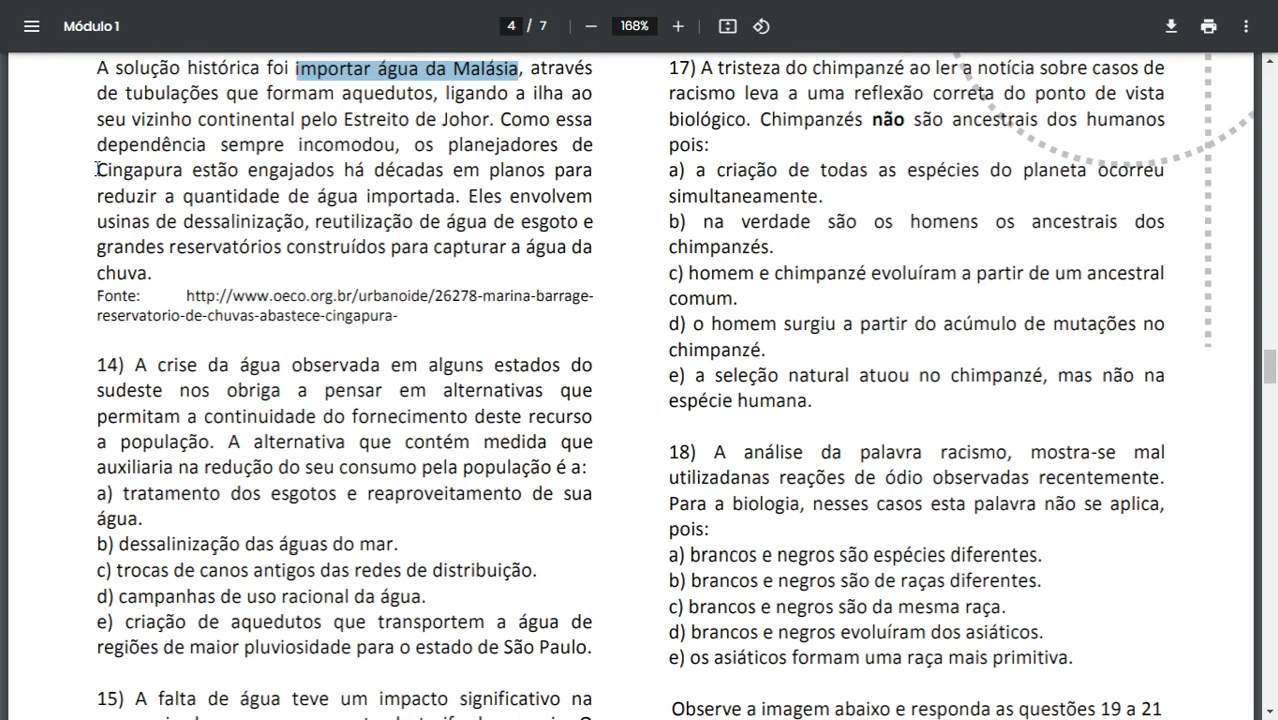 Módulo 1
4 / 7
168%
A solução histórica foi importar água da Malásia, através
de tubulações que formam aquedutos, ligando a ilha ao
seu vizinho continental pelo Estreito de Johor. Como essa
dependência sempre incomodou, os planejadores de
Cingapura estão engajados há décadas em planos para
reduzir a quantidade de água importada. Eles envolvem
usinas de dessalinização, reutilização de água de esgoto e
grandes reservatórios construídos para capturar a água da
chuva.
Fonte: http://www.oeco.org.br/urbanoide/26278-marina-barrage-
reservatorio-de-chuvas-abastece-cingapura-
14) A crise da água observada em alguns estados do
sudeste nos obriga a pensar em alternativas que
permitam a continuidade do fornecimento deste recurso
a população. A alternativa que contém medida que
auxiliaria na redução do seu consumo pela população é a:
a) tratamento dos esgotos e reaproveitamento de sua
água.
b) dessalinização das águas do mar.
c) trocas de canos antigos das redes de distribuição.
d) campanhas de uso racional da água.
e) criação de aquedutos que transportem a água de
regiões de maior pluviosidade para o estado de São Paulo.
15) A falta de água teve um impacto significativo na
17) A tristeza do chimpanzé ao ler a notícia sobre casos de
racismo leva a uma reflexão correta do ponto de vista
biológico. Chimpanzés não são ancestrais dos humanos
pois:
a) a criação de todas as espécies do planeta ocorreu
simultaneamente.
b) na verdade são os homens os ancestrais dos
chimpanzés.
c) homem e chimpanzé evoluíram a partir de um ancestral
comum.
d) o homem surgiu a partir do acúmulo de mutações no
chimpanzé.
e) a seleção natural atuou no chimpanzé, mas não na
espécie humana.
18) A análise da palavra racismo, mostra-se mal
utilizadanas reações de ódio observadas recentemente.
Para a biologia, nesses casos esta palavra não se aplica,
pois:
a) brancos e negros são espécies diferentes.
b) brancos e negros são de raças diferentes.
c) brancos e negros são da mesma raça.
d) brancos e negros evoluíram dos asiáticos.
e) os asiáticos formam uma raça mais primitiva.
Observe a imagem abaixo e responda as questões 19 a 21